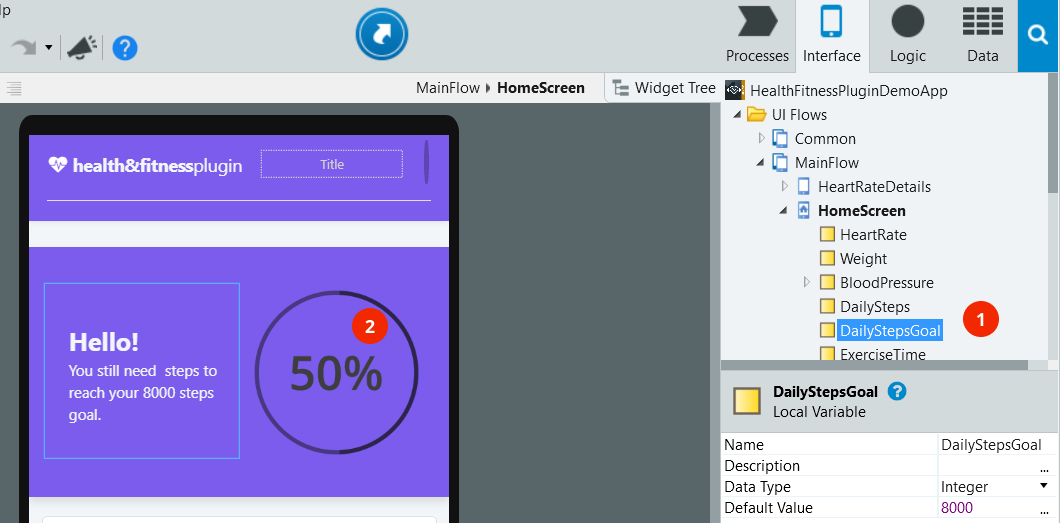 lp
Processes
Interface
Logic
Data
MainFlow HomeScreen
Widget Tree
HealthFitnessPluginDemoApp
UI Flows
Common
MainFlow
HeartRateDetails
HomeScreen
HeartRate
Weight
BloodPressure
DailySteps
DailyStepsGoal
1
ExerciseTime
health&fitnessplugin
Title
Hello!
You still need steps to
reach your 8000 steps
goal.
2
50%
DailyStepsGoal ?
Local Variable
Name DailyStepsGoal
Description ...
Data Type Integer
Default Value 8000 ...